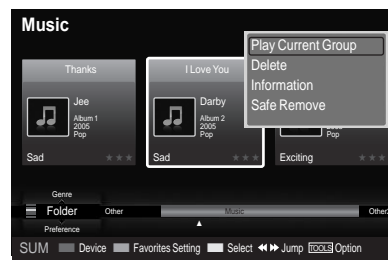 Music
Play Current Group
Delete
Information
Safe Remove
Thanks
Jee
Album 1
2005
Pop
Sad
I Love You
Darby
Album 2
2005
Pop
Sad
Pop
Exciting
Genre
Folder
Preference
Other
Music
SUM
Device
Favorites Setting
Select
Jump
TOOLS Option